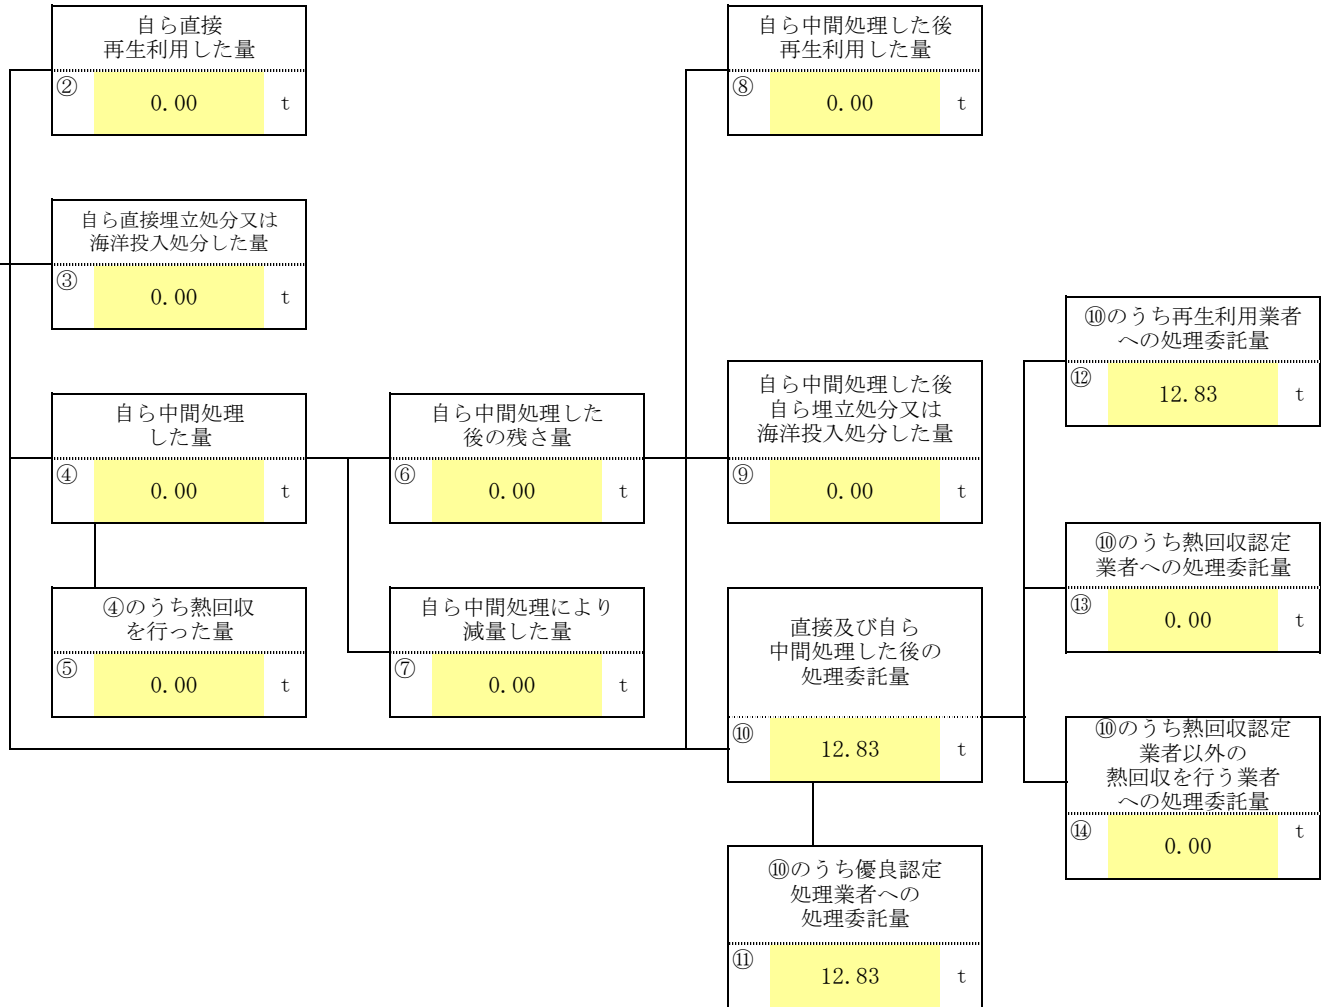 自ら直接
再生利用した量
② 0.00 t
自ら中間処理した後
再生利用した量
⑧ 0.00 t
自ら直接埋立処分又は
海洋投入処分した量
③ 0.00 t
⑩のうち再生利用業者
への処理委託量
⑫ 12.83 t
自ら中間処理
した量
④ 0.00 t
自ら中間処理した
後の残さ量
⑥ 0.00 t
自ら中間処理した後
自ら埋立処分又は
海洋投入処分した量
⑨ 0.00 t
⑩のうち熱回収認定
業者への処理委託量
⑬ 0.00 t
④のうち熱回収
を行った量
⑤ 0.00 t
自ら中間処理により
減量した量
⑦ 0.00 t
直接及び自ら
中間処理した後の
処理委託量
⑩ 12.83 t
⑩のうち熱回収認定
業者以外の
熱回収を行う業者
への処理委託量
⑭ 0.00 t
⑩のうち優良認定
処理業者への
処理委託量
⑪ 12.83 t